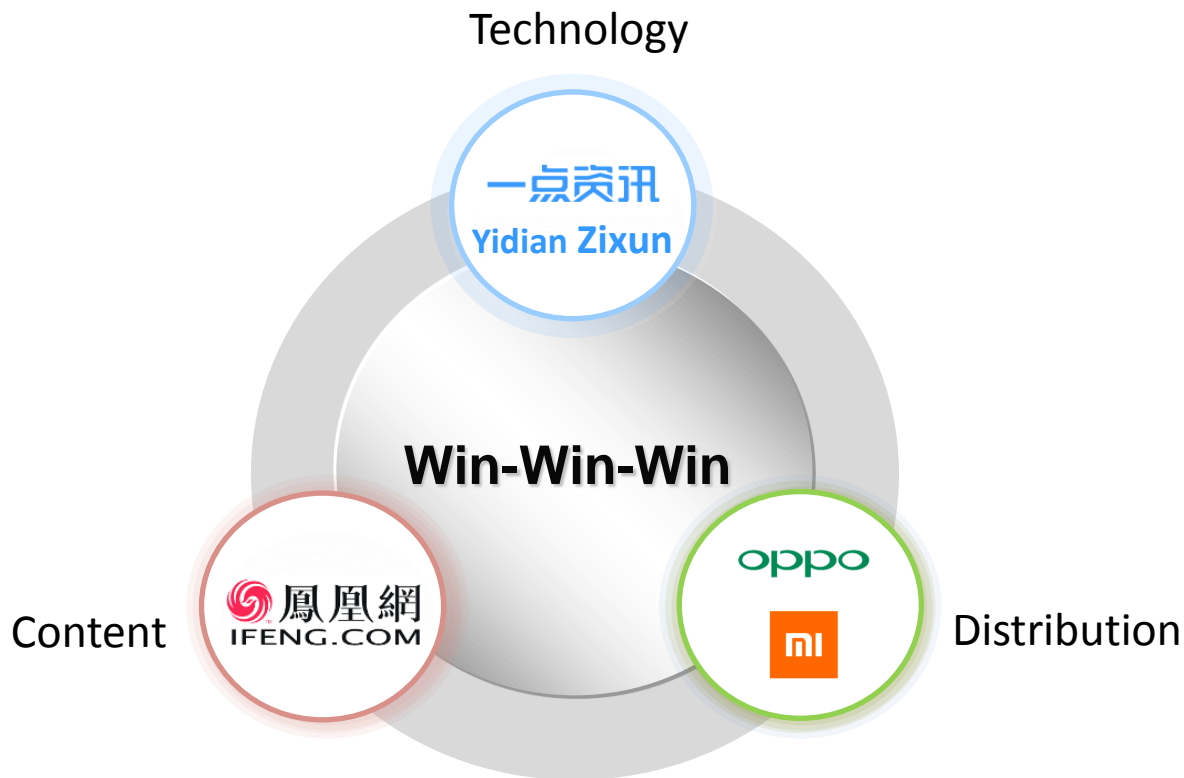 Technology
一点资讯
Yidian Zixun
Win-Win-Win
Content
鳳凰網
IFENG.COM
oppo
mi
Distribution